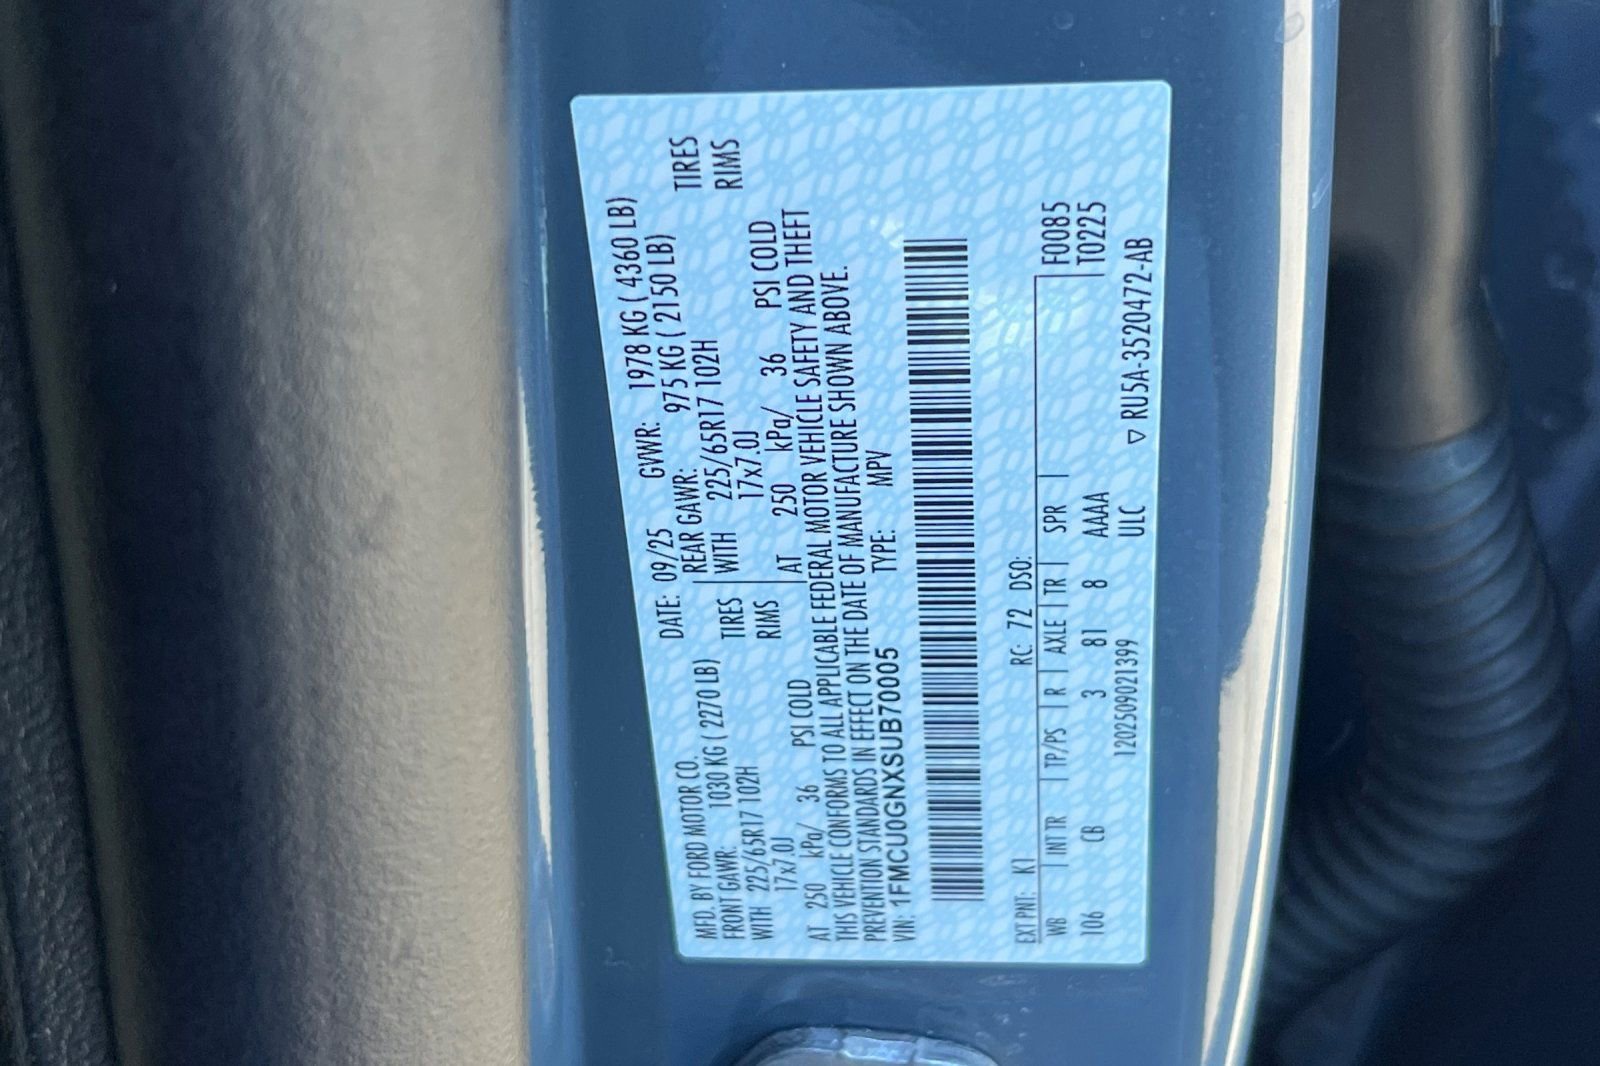 MFD. BY FORD MOTOR CO. DATE: 09/25 GVWR: 1978 KG ( 4360 LB)
FRONT GAWR: 1030 KG ( 2270 LB) REAR GAWR: 975 KG ( 2150 LB)
WITH 225/65R17 102H TIRES WITH 225/65R17 102H TIRES
17x7.0J RIMS 17x7.0J RIMS
AT 250 kPa/ 36 PSI COLD AT 250 kPa/ 36 PSI COLD
THIS VEHICLE CONFORMS TO ALL APPLICABLE FEDERAL MOTOR VEHICLE SAFETY AND THEFT
PREVENTION STANDARDS IN EFFECT ON THE DATE OF MANUFACTURE SHOWN ABOVE.
VIN: 1FMCU0GNXSUB70005 TYPE: MPV
EXT PNT: K1 RC: 72 DSO: F0085
WB INT TR TP/PS R AXLE TR SPR T0225
106 CB 3 81 8 AAAA
1202509021399 ULC ▽ RU5A-3520472-AB